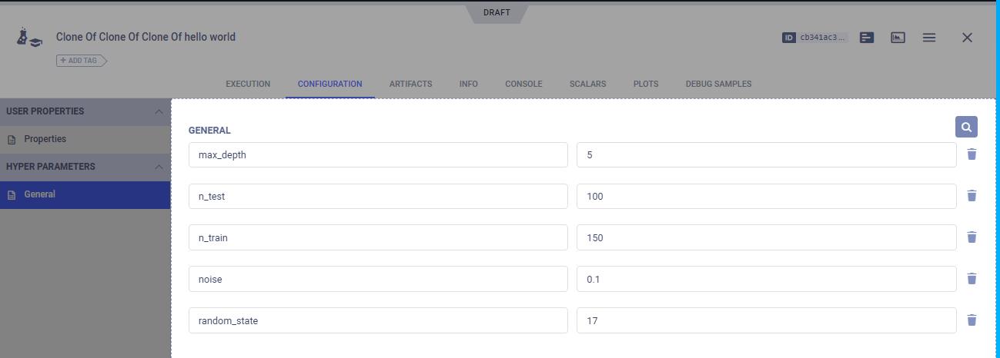 DRAFT
Clone Of Clone Of Clone Of hello world
ID cb341ac3...
+ ADD TAG
EXECUTION CONFIGURATION ARTIFACTS INFO CONSOLE SCALARS PLOTS DEBUG SAMPLES
USER PROPERTIES
Properties
HYPER PARAMETERS
General
GENERAL
max_depth 5
n_test 100
n_train 150
noise 0.1
random_state 17